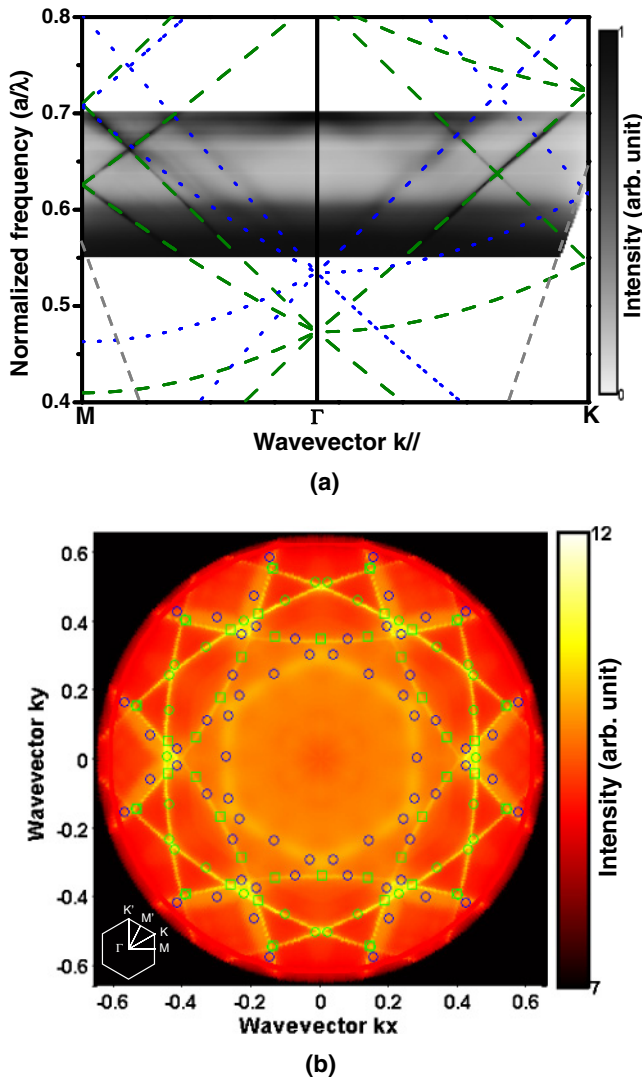 0.8
0.7
0.6
0.5
0.4
Normalized frequency (a/λ)
M
Γ
K
Wavevector k//
1
0
Intensity (arb. unit)
(a)
0.6
0.4
0.2
0
-0.2
-0.4
-0.6
Wavevector ky
K'
M'
K
Γ
M
-0.6
-0.4
-0.2
0
0.2
0.4
0.6
Wavevector kx
12
7
Intensity (arb. unit)
(b)